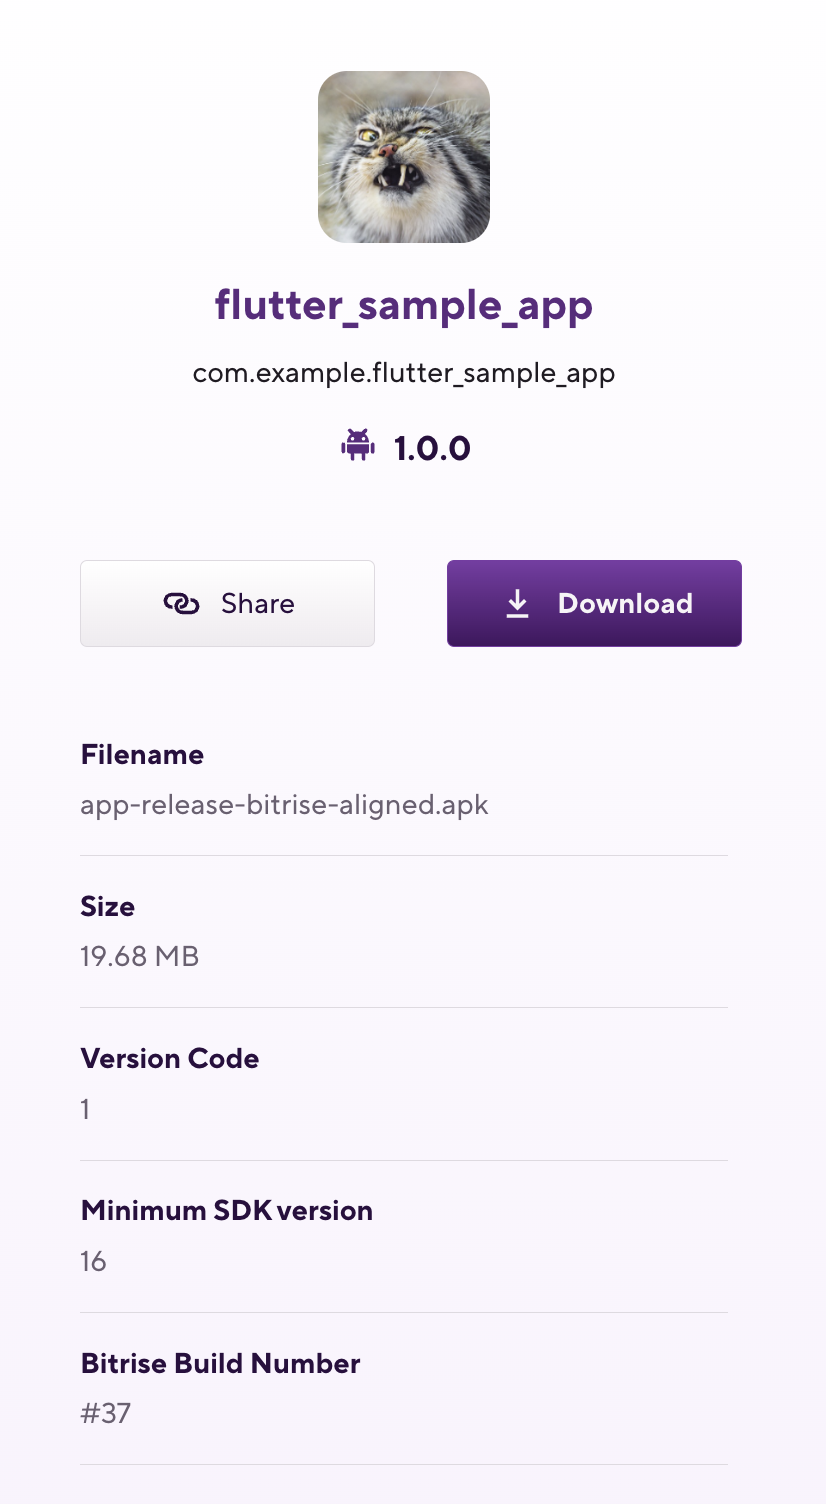 flutter_sample_app
com.example.flutter_sample_app
1.0.0
Share
Download
Filename
app-release-bitrise-aligned.apk
Size
19.68 MB
Version Code
1
Minimum SDK version
16
Bitrise Build Number
#37